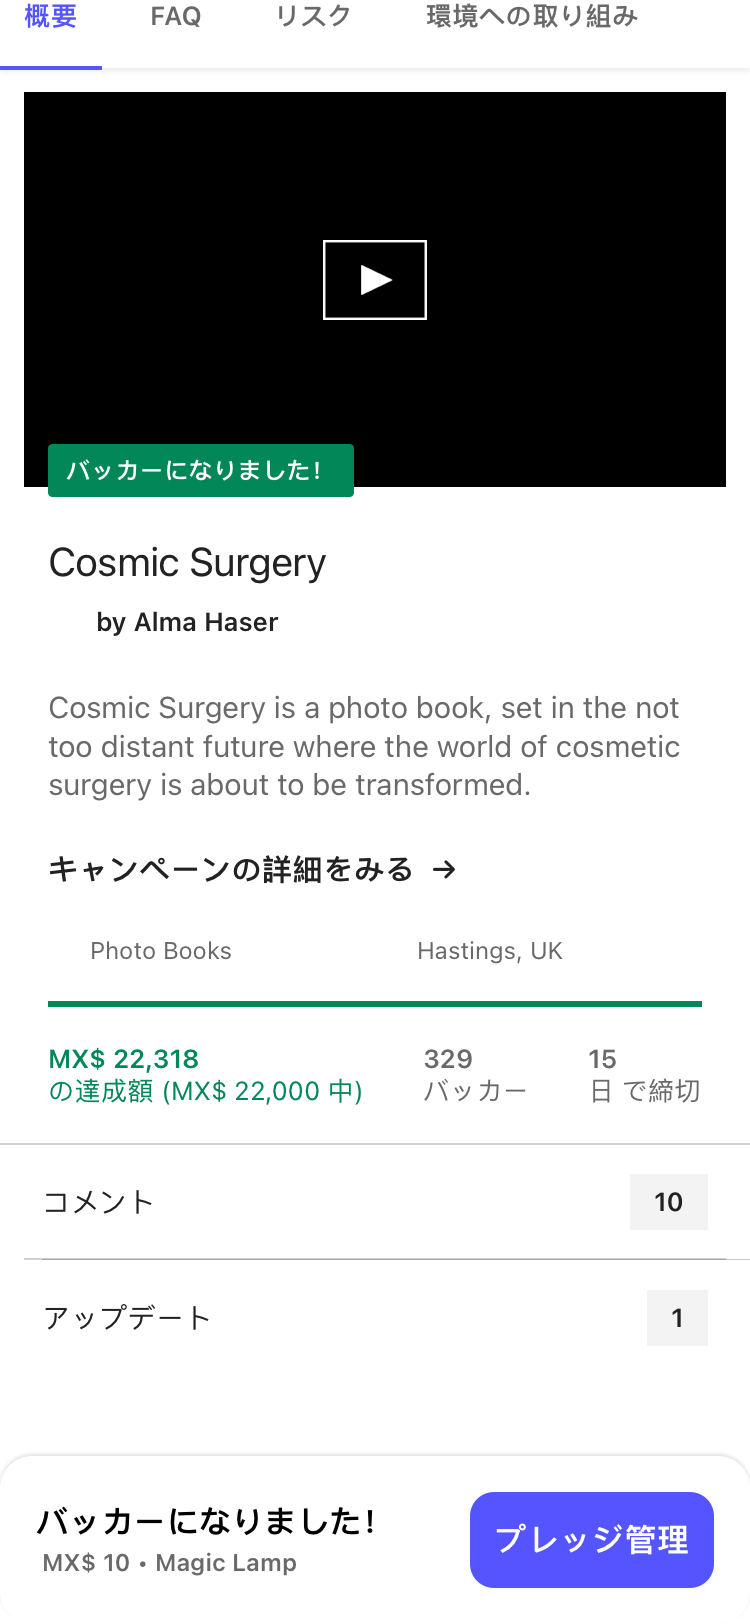 概要 FAQ リスク 環境への取り組み
バッカーになりました!
Cosmic Surgery
by Alma Haser
Cosmic Surgery is a photo book, set in the not
too distant future where the world of cosmetic
surgery is about to be transformed.
キャンペーンの詳細をみる →
Photo Books Hastings, UK
MX$ 22,318 329 15
の達成額 (MX$ 22,000 中) バッカー 日 で締切
コメント 10
アップデート 1
バッカーになりました!
MX$ 10 • Magic Lamp
プレッジ管理